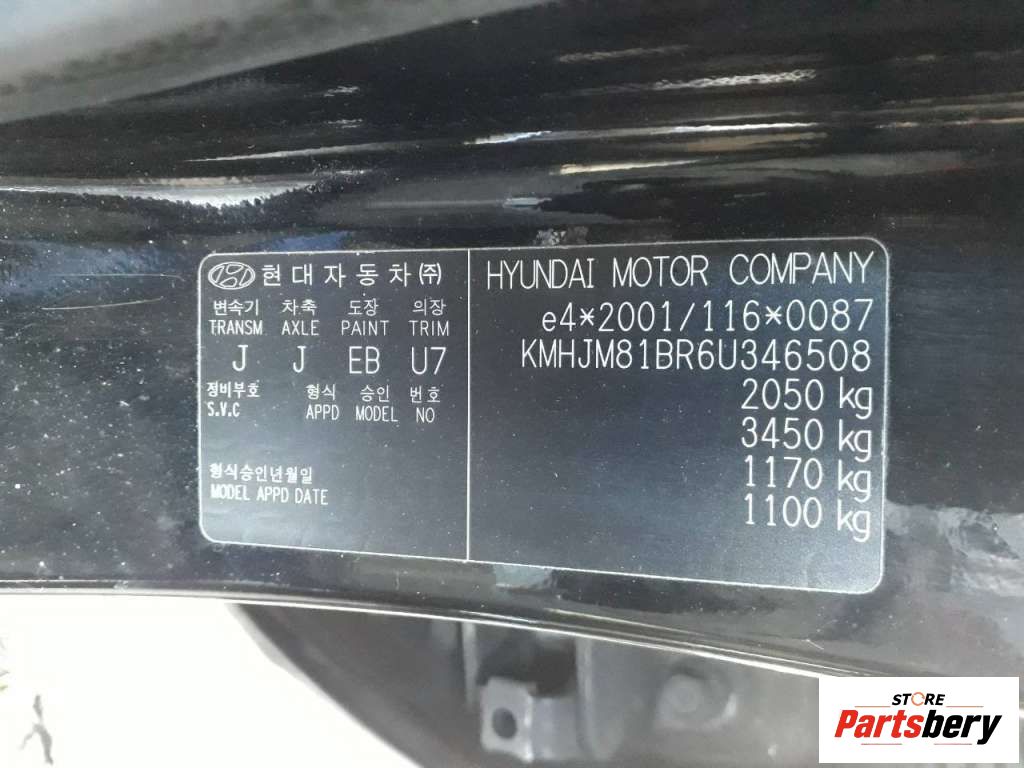 현대자동차(주)
변속기 차축 도장 의장
TRANSM AXLE PAINT TRIM
J J EB U7
정비부호 형식 승인 번호
S.V.C APPD MODEL NO
형식승인년월일
MODEL APPD DATE
HYUNDAI MOTOR COMPANY
e4*2001/116*0087
KMHJM81BR6U346508
2050 kg
3450 kg
1170 kg
1100 kg
STORE
Partsbery